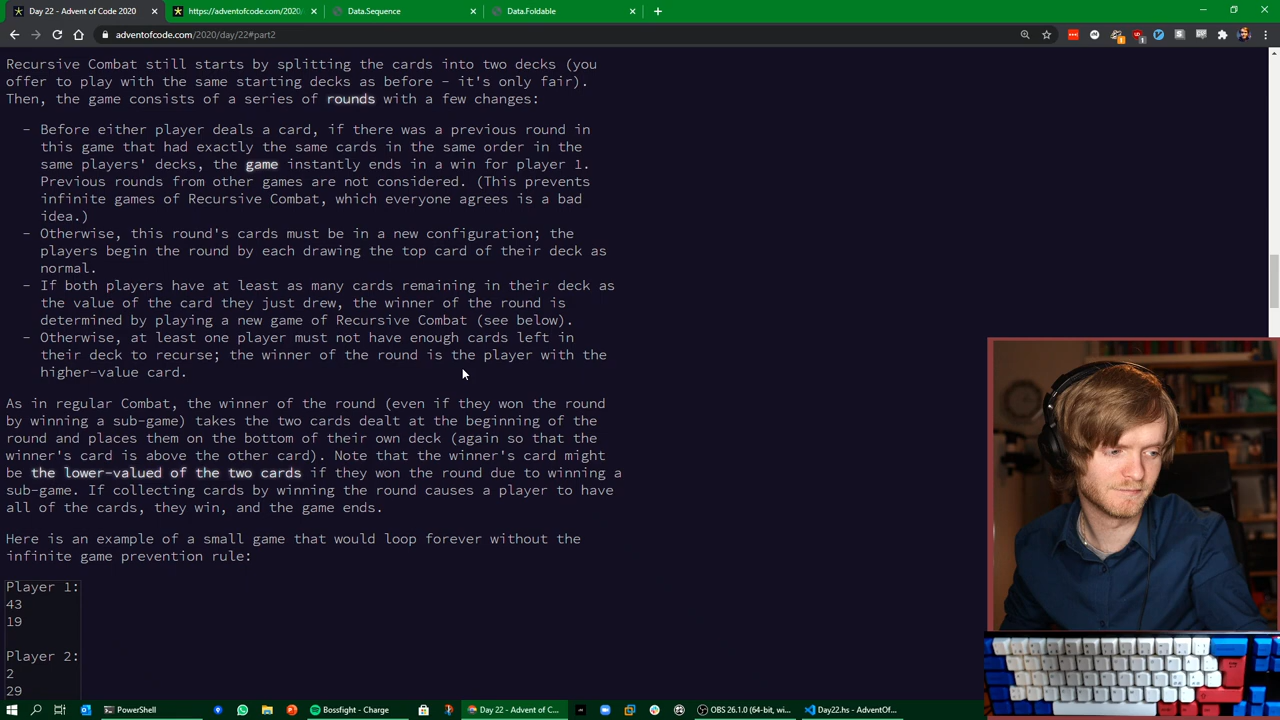 Day 22 - Advent of Code 2020
https://adventofcode.com/2020/
Data.Sequence
Data.Foldable
adventofcode.com/2020/day/22#part2
Recursive Combat still starts by splitting the cards into two decks (you
offer to play with the same starting decks as before - it's only fair).
Then, the game consists of a series of rounds with a few changes:
- Before either player deals a card, if there was a previous round in
this game that had exactly the same cards in the same order in the
same players' decks, the game instantly ends in a win for player 1.
Previous rounds from other games are not considered. (This prevents
infinite games of Recursive Combat, which everyone agrees is a bad
idea.)
- Otherwise, this round's cards must be in a new configuration; the
players begin the round by each drawing the top card of their deck as
normal.
- If both players have at least as many cards remaining in their deck as
the value of the card they just drew, the winner of the round is
determined by playing a new game of Recursive Combat (see below).
- Otherwise, at least one player must not have enough cards left in
their deck to recurse; the winner of the round is the player with the
higher-value card.
As in regular Combat, the winner of the round (even if they won the round
by winning a sub-game) takes the two cards dealt at the beginning of the
round and places them on the bottom of their own deck (again so that the
winner's card is above the other card). Note that the winner's card might
be the lower-valued of the two cards if they won the round due to winning a
sub-game. If collecting cards by winning the round causes a player to have
all of the cards, they win, and the game ends.
Here is an example of a small game that would loop forever without the
infinite game prevention rule:
Player 1:
43
19
Player 2:
2
29
PowerShell
Bossfight - Charge
Day 22 - Advent of C...
OBS 26.1.0 (64-bit, wi...
Day22.hs - AdventOf...